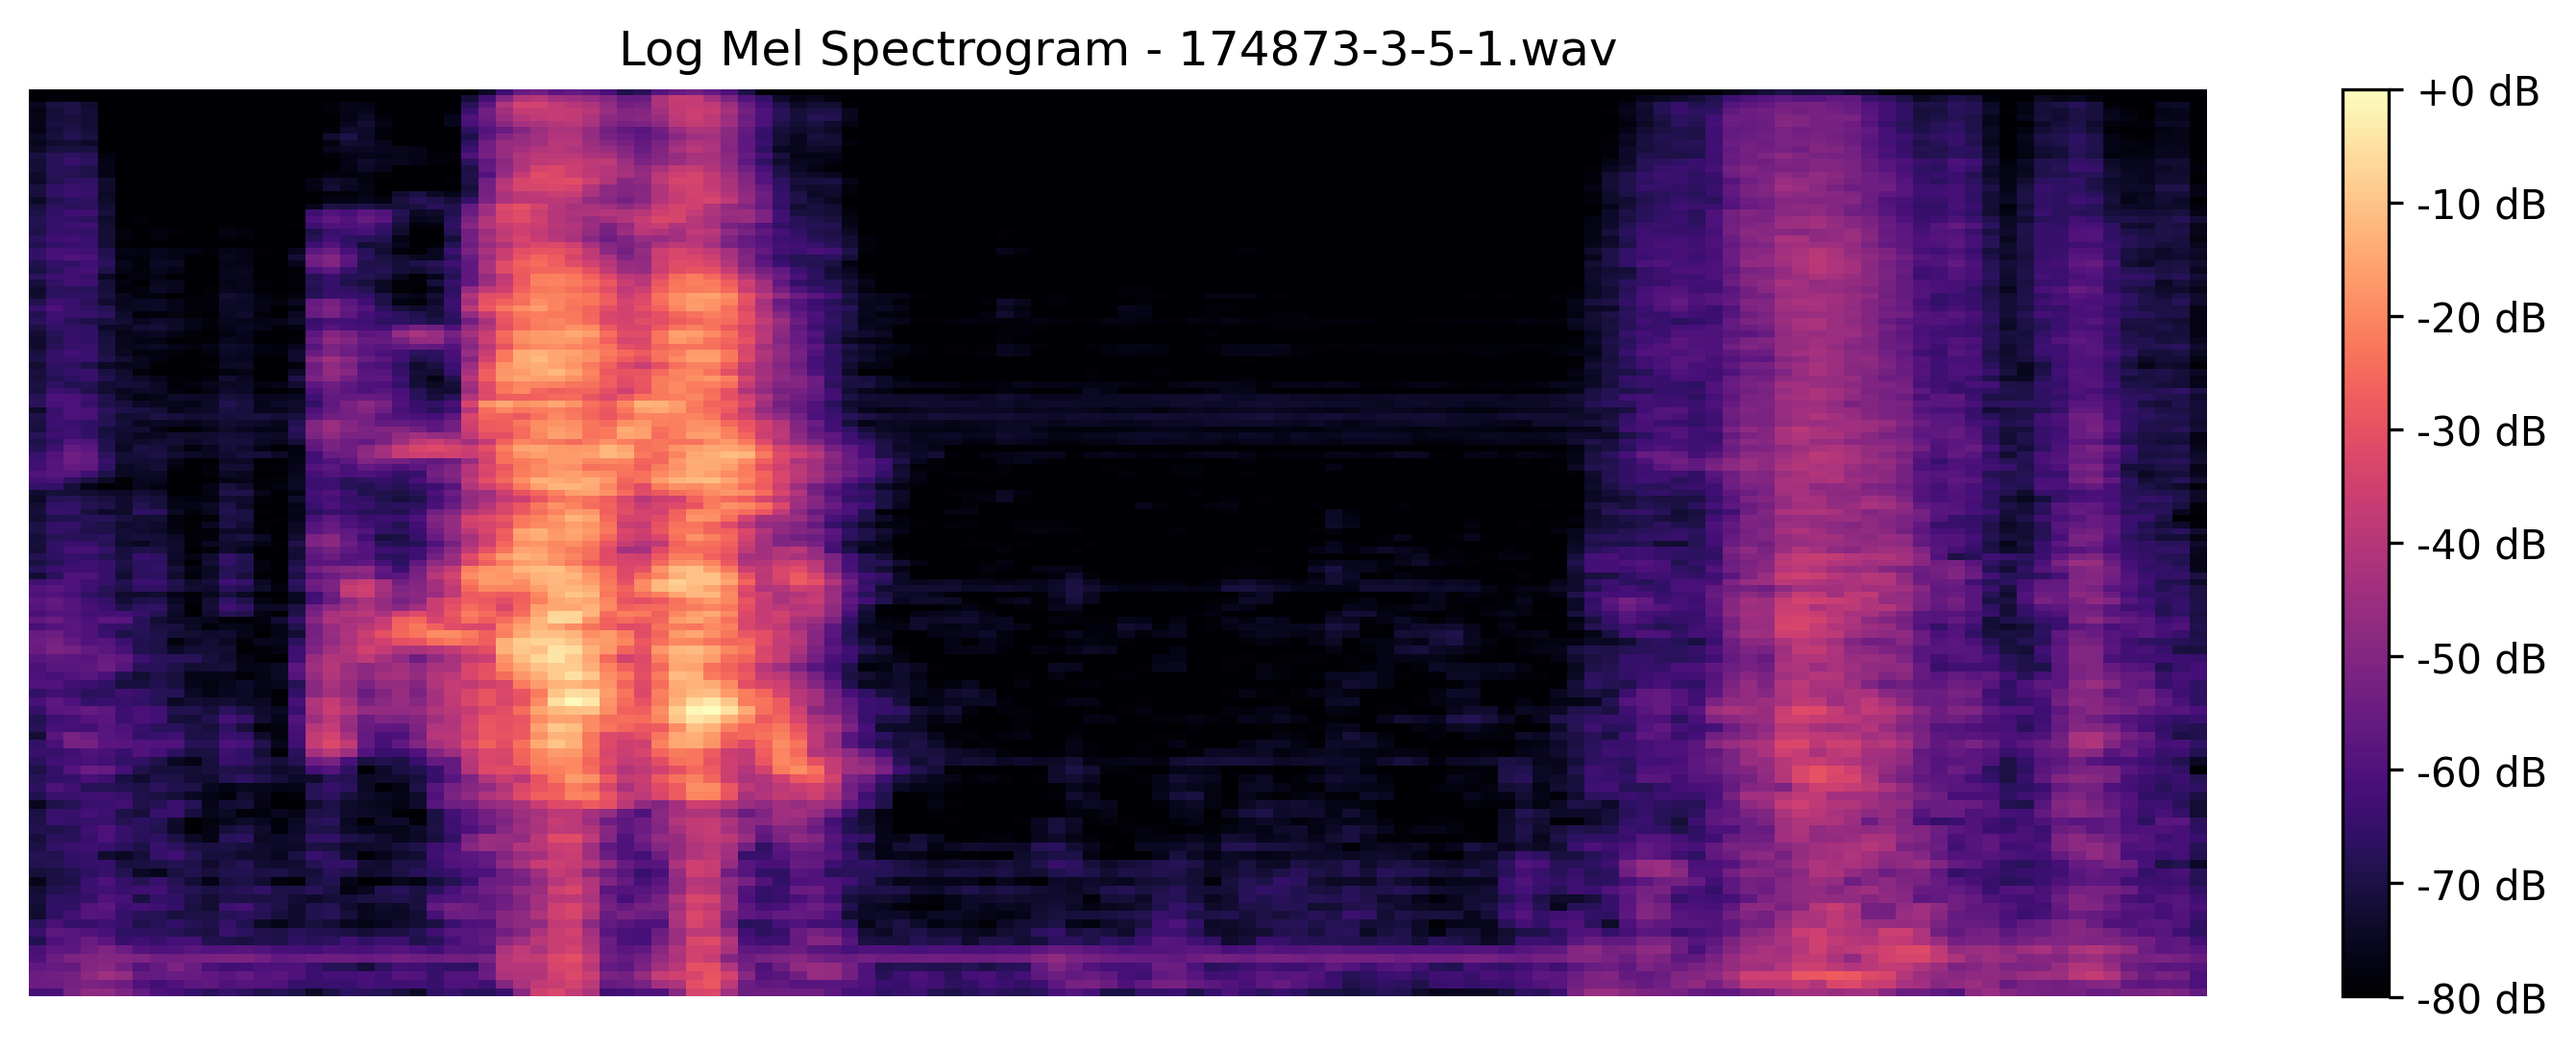 Log Mel Spectrogram - 174873-3-5-1.wav
+0 dB
-10 dB
-20 dB
-30 dB
-40 dB
-50 dB
-60 dB
-70 dB
-80 dB